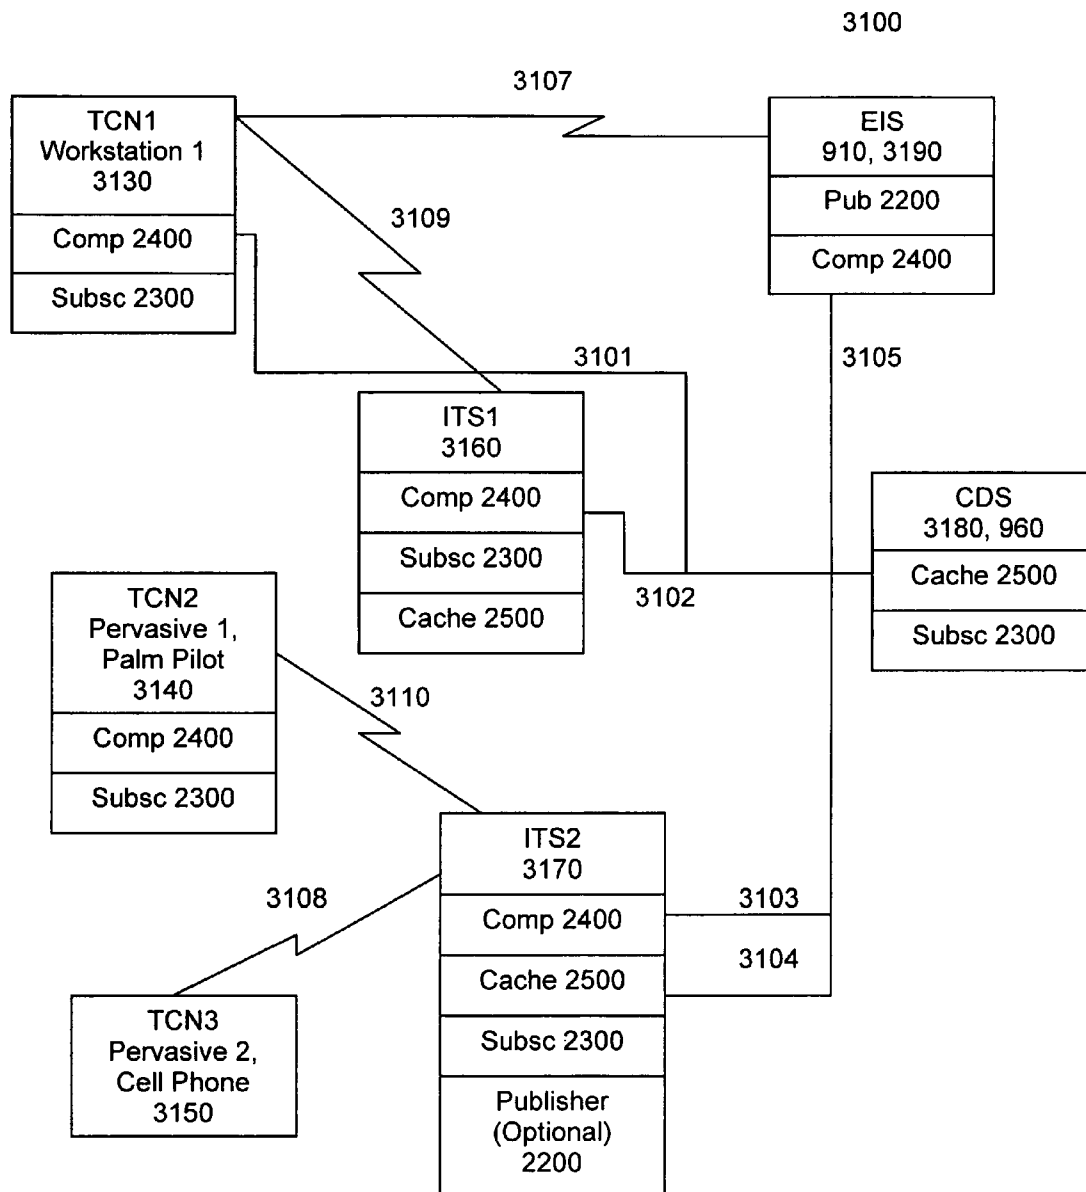 3100
3107
TCN1
Workstation 1
3130
Comp 2400
Subsc 2300
EIS
910, 3190
Pub 2200
Comp 2400
3109
3101
3105
ITS1
3160
Comp 2400
Subsc 2300
Cache 2500
CDS
3180, 960
Cache 2500
Subsc 2300
3102
TCN2
Pervasive 1,
Palm Pilot
3140
Comp 2400
Subsc 2300
3110
ITS2
3170
Comp 2400
Cache 2500
Subsc 2300
Publisher
(Optional)
2200
3108
3103
3104
TCN3
Pervasive 2,
Cell Phone
3150